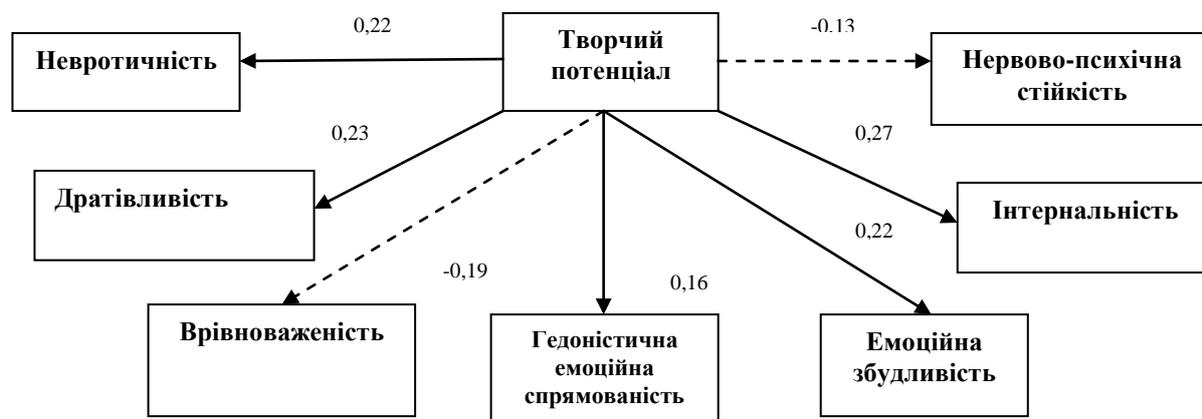 0,22
Творчий
потенціал
-0,13
Невротичність
Нервово-психічна
стійкість
0,23
0,27
Дратівливість
Інтернальність
0,22
-0,19
0,16
Врівноваженість
Гедоністична
емоційна
спрямованість
Емоційна
збудливість